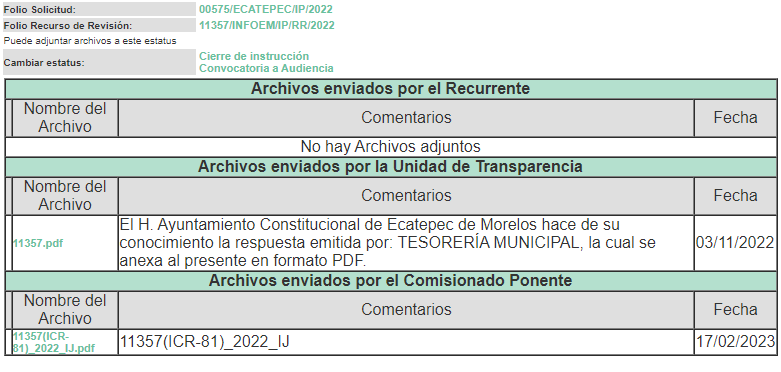 Folio Solicitud: 00575/ECATEPEC/IP/2022
Folio Recurso de Revisión: 11357/INFOEM/IP/RR/2022
Puede adjuntar archivos a este estatus
Cambiar estatus: Cierre de instrucción
Convocatoria a Audiencia
Archivos enviados por el Recurrente
Nombre del Archivo Comentarios Fecha
No hay Archivos adjuntos
Archivos enviados por la Unidad de Transparencia
Nombre del Archivo Comentarios Fecha
11357.pdf El H. Ayuntamiento Constitucional de Ecatepec de Morelos hace de su
conocimiento la respuesta emitida por: TESORERÍA MUNICIPAL, la cual se
anexa al presente en formato PDF. 03/11/2022
Archivos enviados por el Comisionado Ponente
Nombre del Archivo Comentarios Fecha
11357(ICR-
81)_2022_IJ.pdf 11357(ICR-81)_2022_IJ 17/02/2023